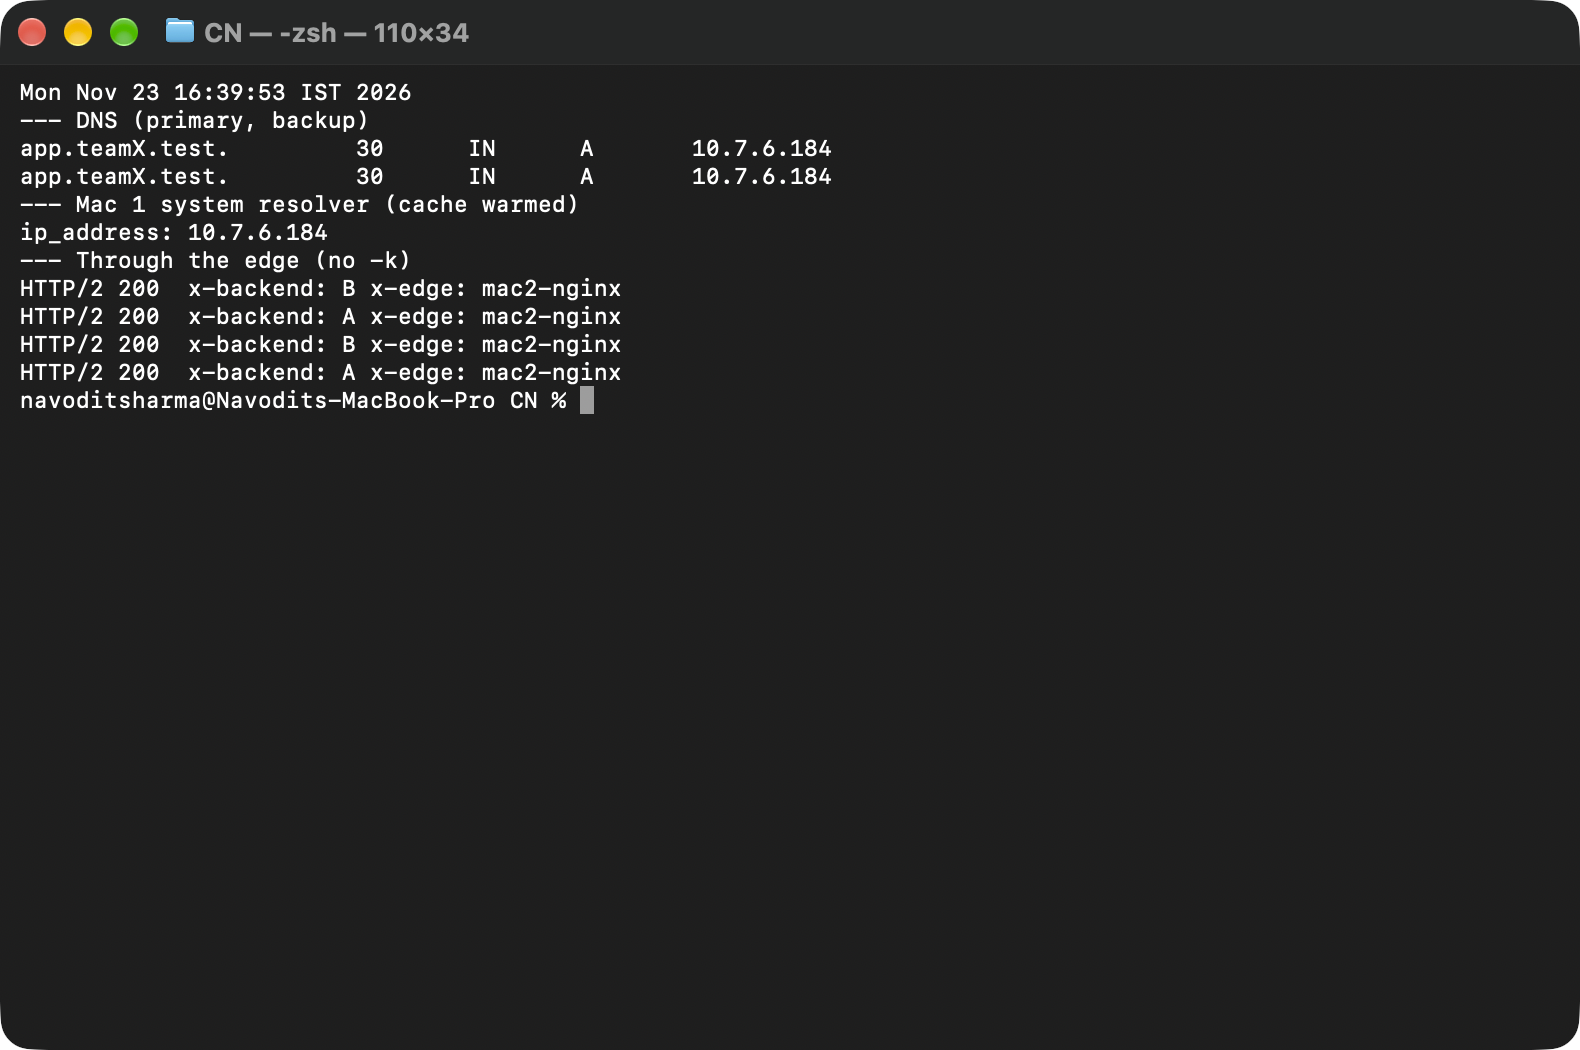 CN — -zsh — 110×34
Mon Nov 23 16:39:53 IST 2026
--- DNS (primary, backup)
app.teamX.test.         30      IN      A       10.7.6.184
app.teamX.test.         30      IN      A       10.7.6.184
--- Mac 1 system resolver (cache warmed)
ip_address: 10.7.6.184
--- Through the edge (no -k)
HTTP/2 200  x-backend: B x-edge: mac2-nginx
HTTP/2 200  x-backend: A x-edge: mac2-nginx
HTTP/2 200  x-backend: B x-edge: mac2-nginx
HTTP/2 200  x-backend: A x-edge: mac2-nginx
navoditsharma@Navodits-MacBook-Pro CN %